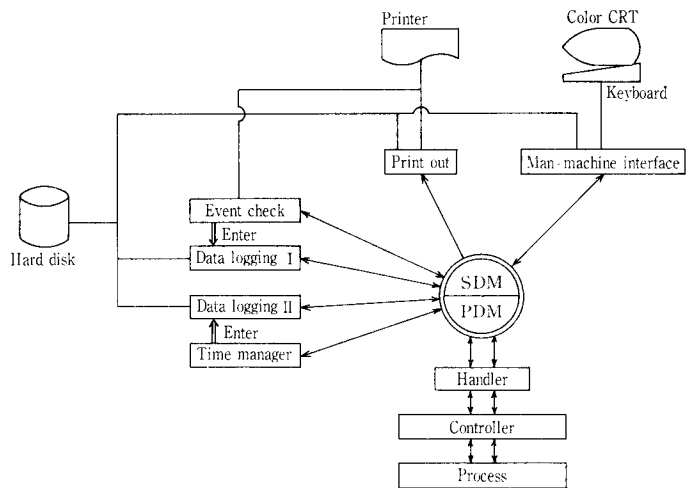 Printer
Color CRT
Keyboard
Print out
Man-machine interface
Hard disk
Event check
Enter
Data logging I
Data logging II
Enter
Time manager
SDM
PDM
Handler
Controller
Process